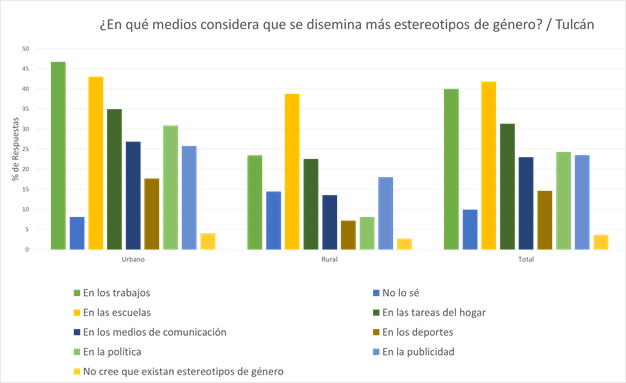 ¿En qué medios considera que se disemina más estereotipos de género? / Tulcán
50
45
40
35
30
25
20
15
10
5
0
% de Respuestas
Urbano Rural Total
En los trabajos No lo sé
En las escuelas En las tareas del hogar
En los medios de comunicación En los deportes
En la política En la publicidad
No cree que existan estereotipos de género